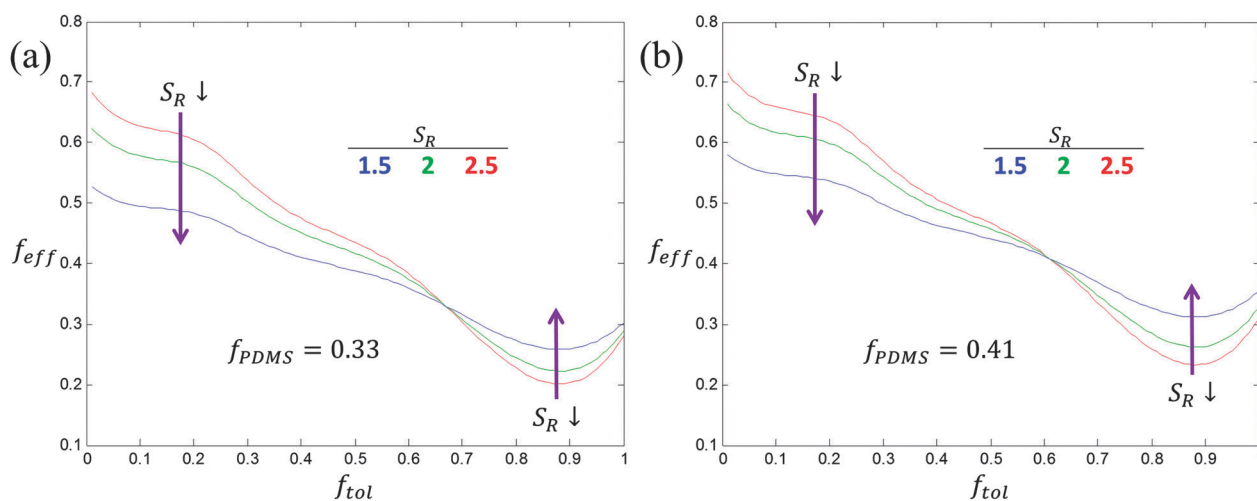 (a)
0.8
0.7
0.6
0.5
0.4
0.3
0.2
0.1
f_eff
S_R ↓
S_R
1.5 2 2.5
f_PDMS = 0.33
S_R ↓
0 0.1 0.2 0.3 0.4 0.5 0.6 0.7 0.8 0.9 1
f_tol
(b)
0.8
0.7
0.6
0.5
0.4
0.3
0.2
0.1
f_eff
S_R ↓
S_R
1.5 2 2.5
f_PDMS = 0.41
S_R ↓
0 0.1 0.2 0.3 0.4 0.5 0.6 0.7 0.8 0.9
f_tol